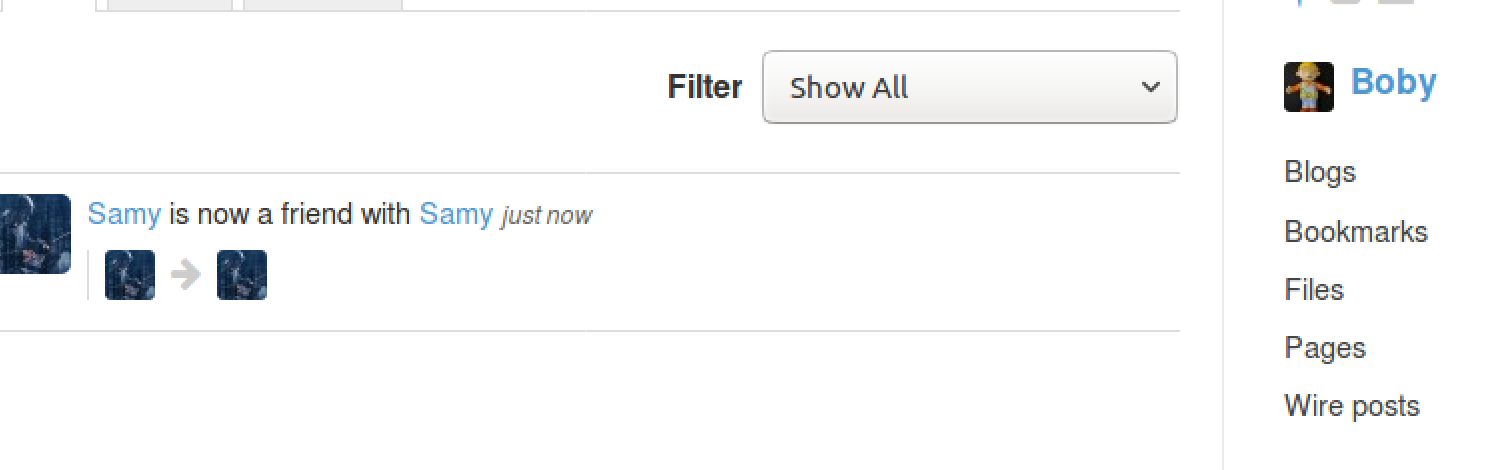 Filter
Show All
Samy is now a friend with Samy just now
Boby
Blogs
Bookmarks
Files
Pages
Wire posts